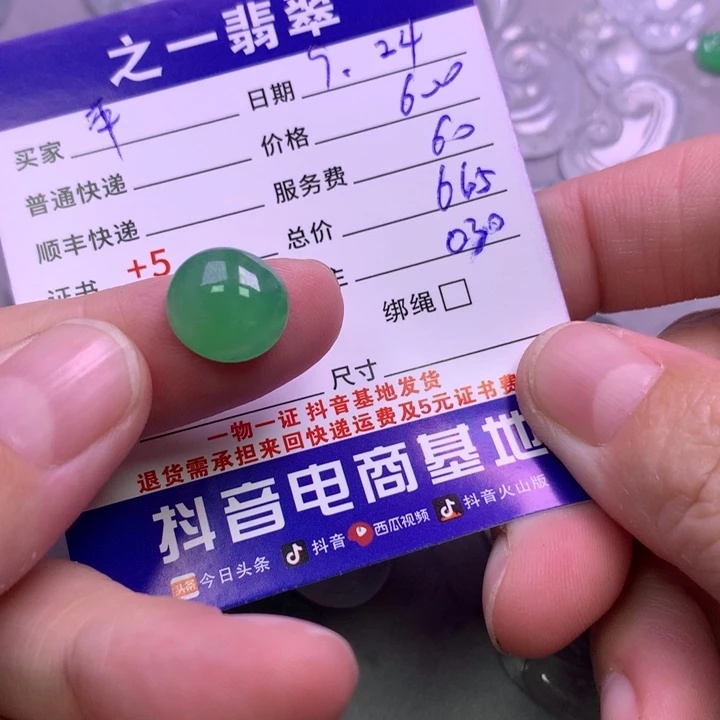 之一翡翠
买家 日期 9.24
普通快递 价格 600
顺丰快递 服务费 60
证书 +5 总价 665
030
绑绳
尺寸
一物一证 抖音基地发货
退货需承担来回快递运费及5元证书费
抖音电商基地
头条 今日头条 抖音 西瓜视频 抖音火山版